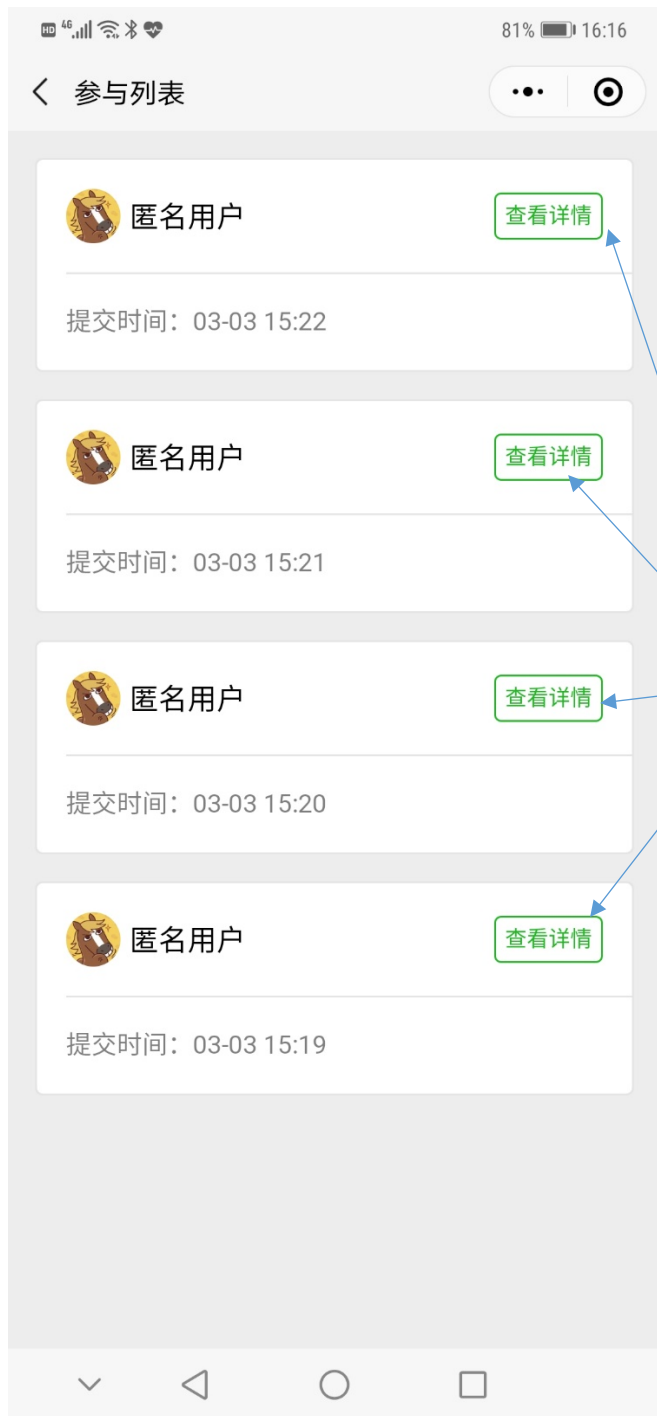 HD 4G 81% 16:16
参与列表
匿名用户 查看详情
提交时间：03-03 15:22
匿名用户 查看详情
提交时间：03-03 15:21
匿名用户 查看详情
提交时间：03-03 15:20
匿名用户 查看详情
提交时间：03-03 15:19